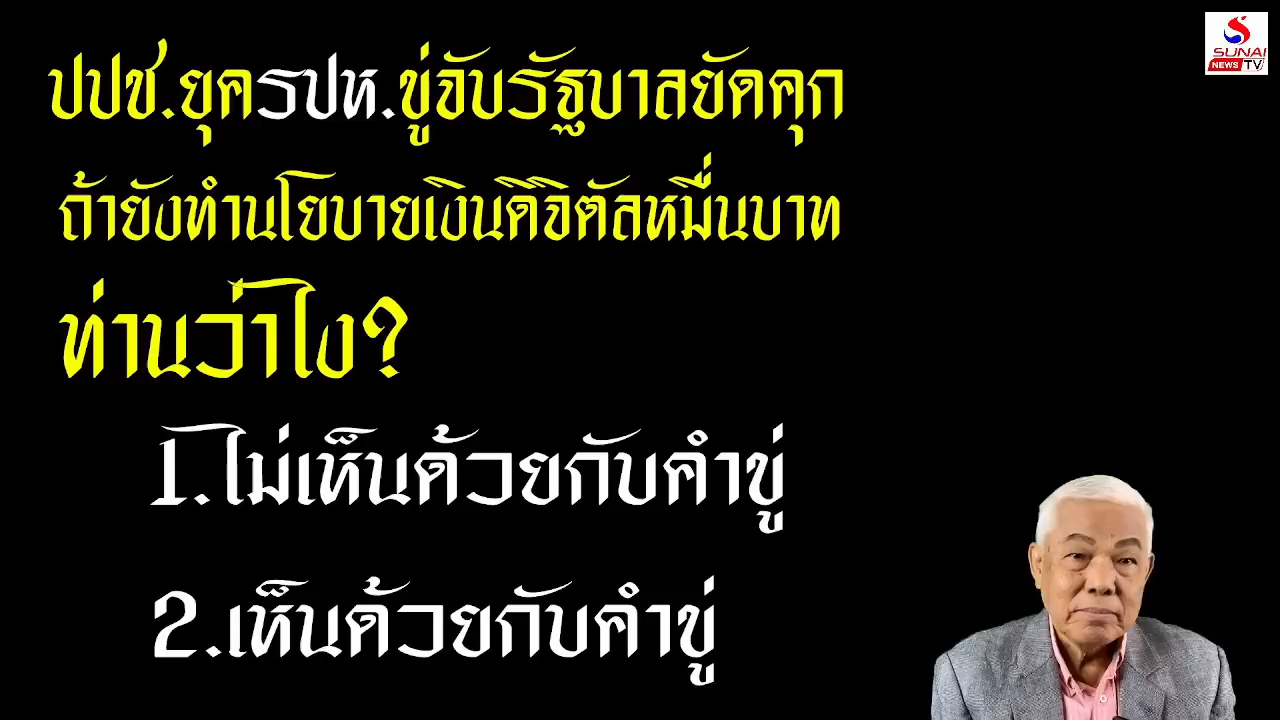 SUNAI
NEWS TV
ปปช.ยุครปห.ขู่จับรัฐบาลยัดคุก
ถ้ายังทำนโยบายเงินดิจิตัลหมื่นบาท
ท่านว่าไง?
1.ไม่เห็นด้วยกับคำขู่
2.เห็นด้วยกับคำขู่